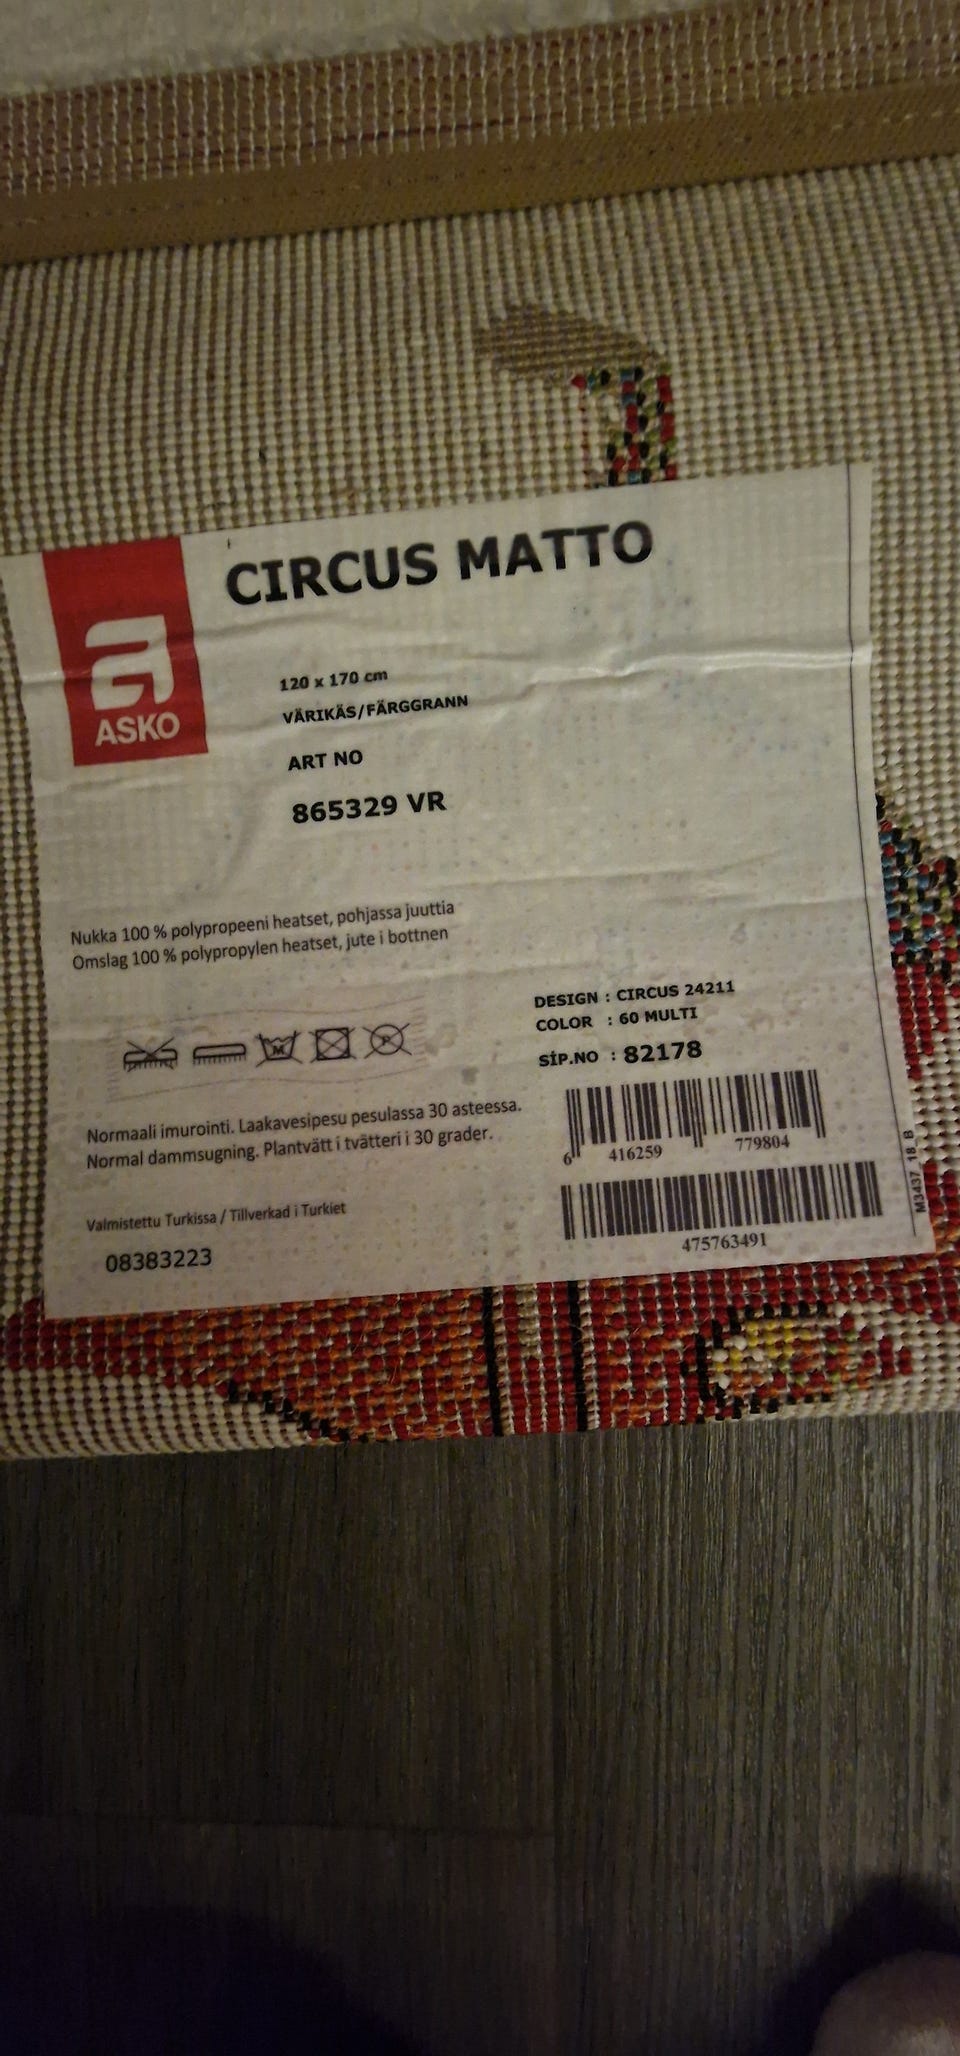 CIRCUS MATTO
ASKO
120 x 170 cm
VÄRIKÄS/FÄRGGRANN
ART NO
865329 VR
Nukka 100 % polypropeeni heatset, pohjassa juuttia
Omslag 100 % polypropylen heatset, jute i bottnen
DESIGN : CIRCUS 24211
COLOR : 60 MULTI
SİP.NO : 82178
Normaali imurointi. Laakavesipesu pesulassa 30 asteessa.
Normal dammsugning. Plantvätt i tvätteri i 30 grader.
6 416259 779804
Valmistettu Turkissa / Tillverkad i Turkiet
08383223
475763491
M3437_18_B